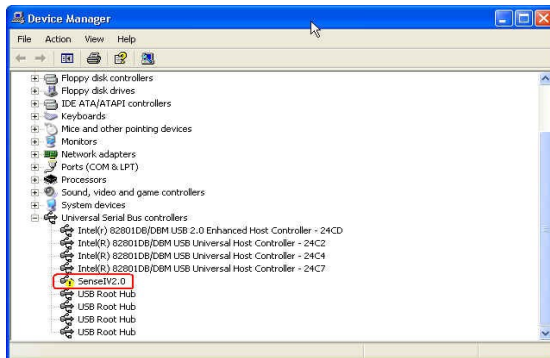 Device Manager
File Action View Help
Floppy disk controllers
Floppy disk drives
IDE ATA/ATAPI controllers
Keyboards
Mice and other pointing devices
Monitors
Network adapters
Ports (COM & LPT)
Processors
Sound, video and game controllers
System devices
Universal Serial Bus controllers
Intel(r) 82801DB/DBM USB 2.0 Enhanced Host Controller - 24CD
Intel(R) 82801DB/DBM USB Universal Host Controller - 24C2
Intel(R) 82801DB/DBM USB Universal Host Controller - 24C4
Intel(R) 82801DB/DBM USB Universal Host Controller - 24C7
SenseIV2.0
USB Root Hub
USB Root Hub
USB Root Hub
USB Root Hub